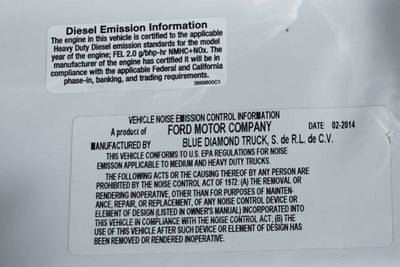 Diesel Emission Information
The engine in this vehicle is certified to the applicable
Heavy Duty Diesel emission standards for the model
year of the engine; FEL 2.0 g/bhp-hr NMHC+NOx. The
manufacturer of the engine has certified it will be in
compliance with the applicable Federal and California
phase-in, banking, and trading requirements.
3669800C1
VEHICLE NOISE EMISSION CONTROL INFORMATION
A product of FORD MOTOR COMPANY DATE 02-2014
MANUFACTURED BY BLUE DIAMOND TRUCK, S. de R.L. de C.V.
THIS VEHICLE CONFORMS TO U.S. EPA REGULATIONS FOR NOISE
EMISSION APPLICABLE TO MEDIUM AND HEAVY DUTY TRUCKS.
THE FOLLOWING ACTS OR THE CAUSING THEREOF BY ANY PERSON ARE
PROHIBITED BY THE NOISE CONTROL ACT OF 1972: (A) THE REMOVAL OR
RENDERING INOPERATIVE, OTHER THAN FOR PURPOSES OF MAINTEN-
ANCE, REPAIR, OR REPLACEMENT, OF ANY NOISE CONTROL DEVICE OR
ELEMENT OF DESIGN (LISTED IN OWNER'S MANUAL) INCORPORATED INTO
THIS VEHICLE IN COMPLIANCE WITH THE NOISE CONTROL ACT; (B) THE
USE OF THIS VEHICLE AFTER SUCH DEVICE OR ELEMENT OF DESIGN HAS
BEEN REMOVED OR RENDERED INOPERATIVE.